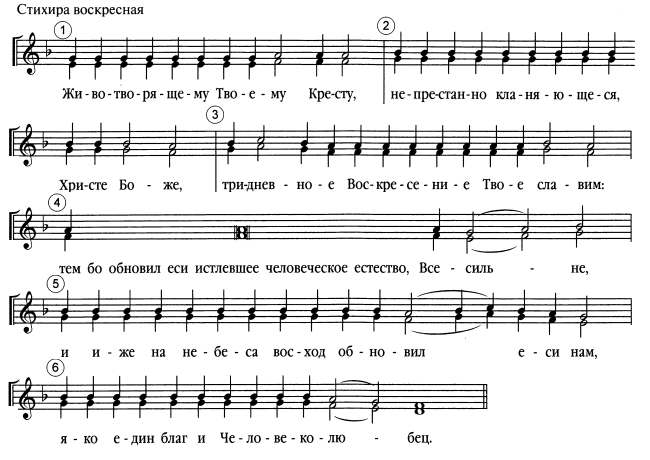 Стихира воскресная
1 2
Жи-во-тво-ря-ще-му Тво-е-му Кре-сту, не-пре-стан-но кла-ня-ю-ще-ся,
3
Хри-сте Бо-же, три-днев-но-е Вос-кре-се-ни-е Тво-е сла-вим:
4
тем бо обновил еси истлевшее человеческое естество, Все-силь-не,
5
и и-же на не-бе-са вос-ход об-но-вил е-си нам,
6
я-ко е-дин благ и Че-ло-ве-ко-лю-бец.